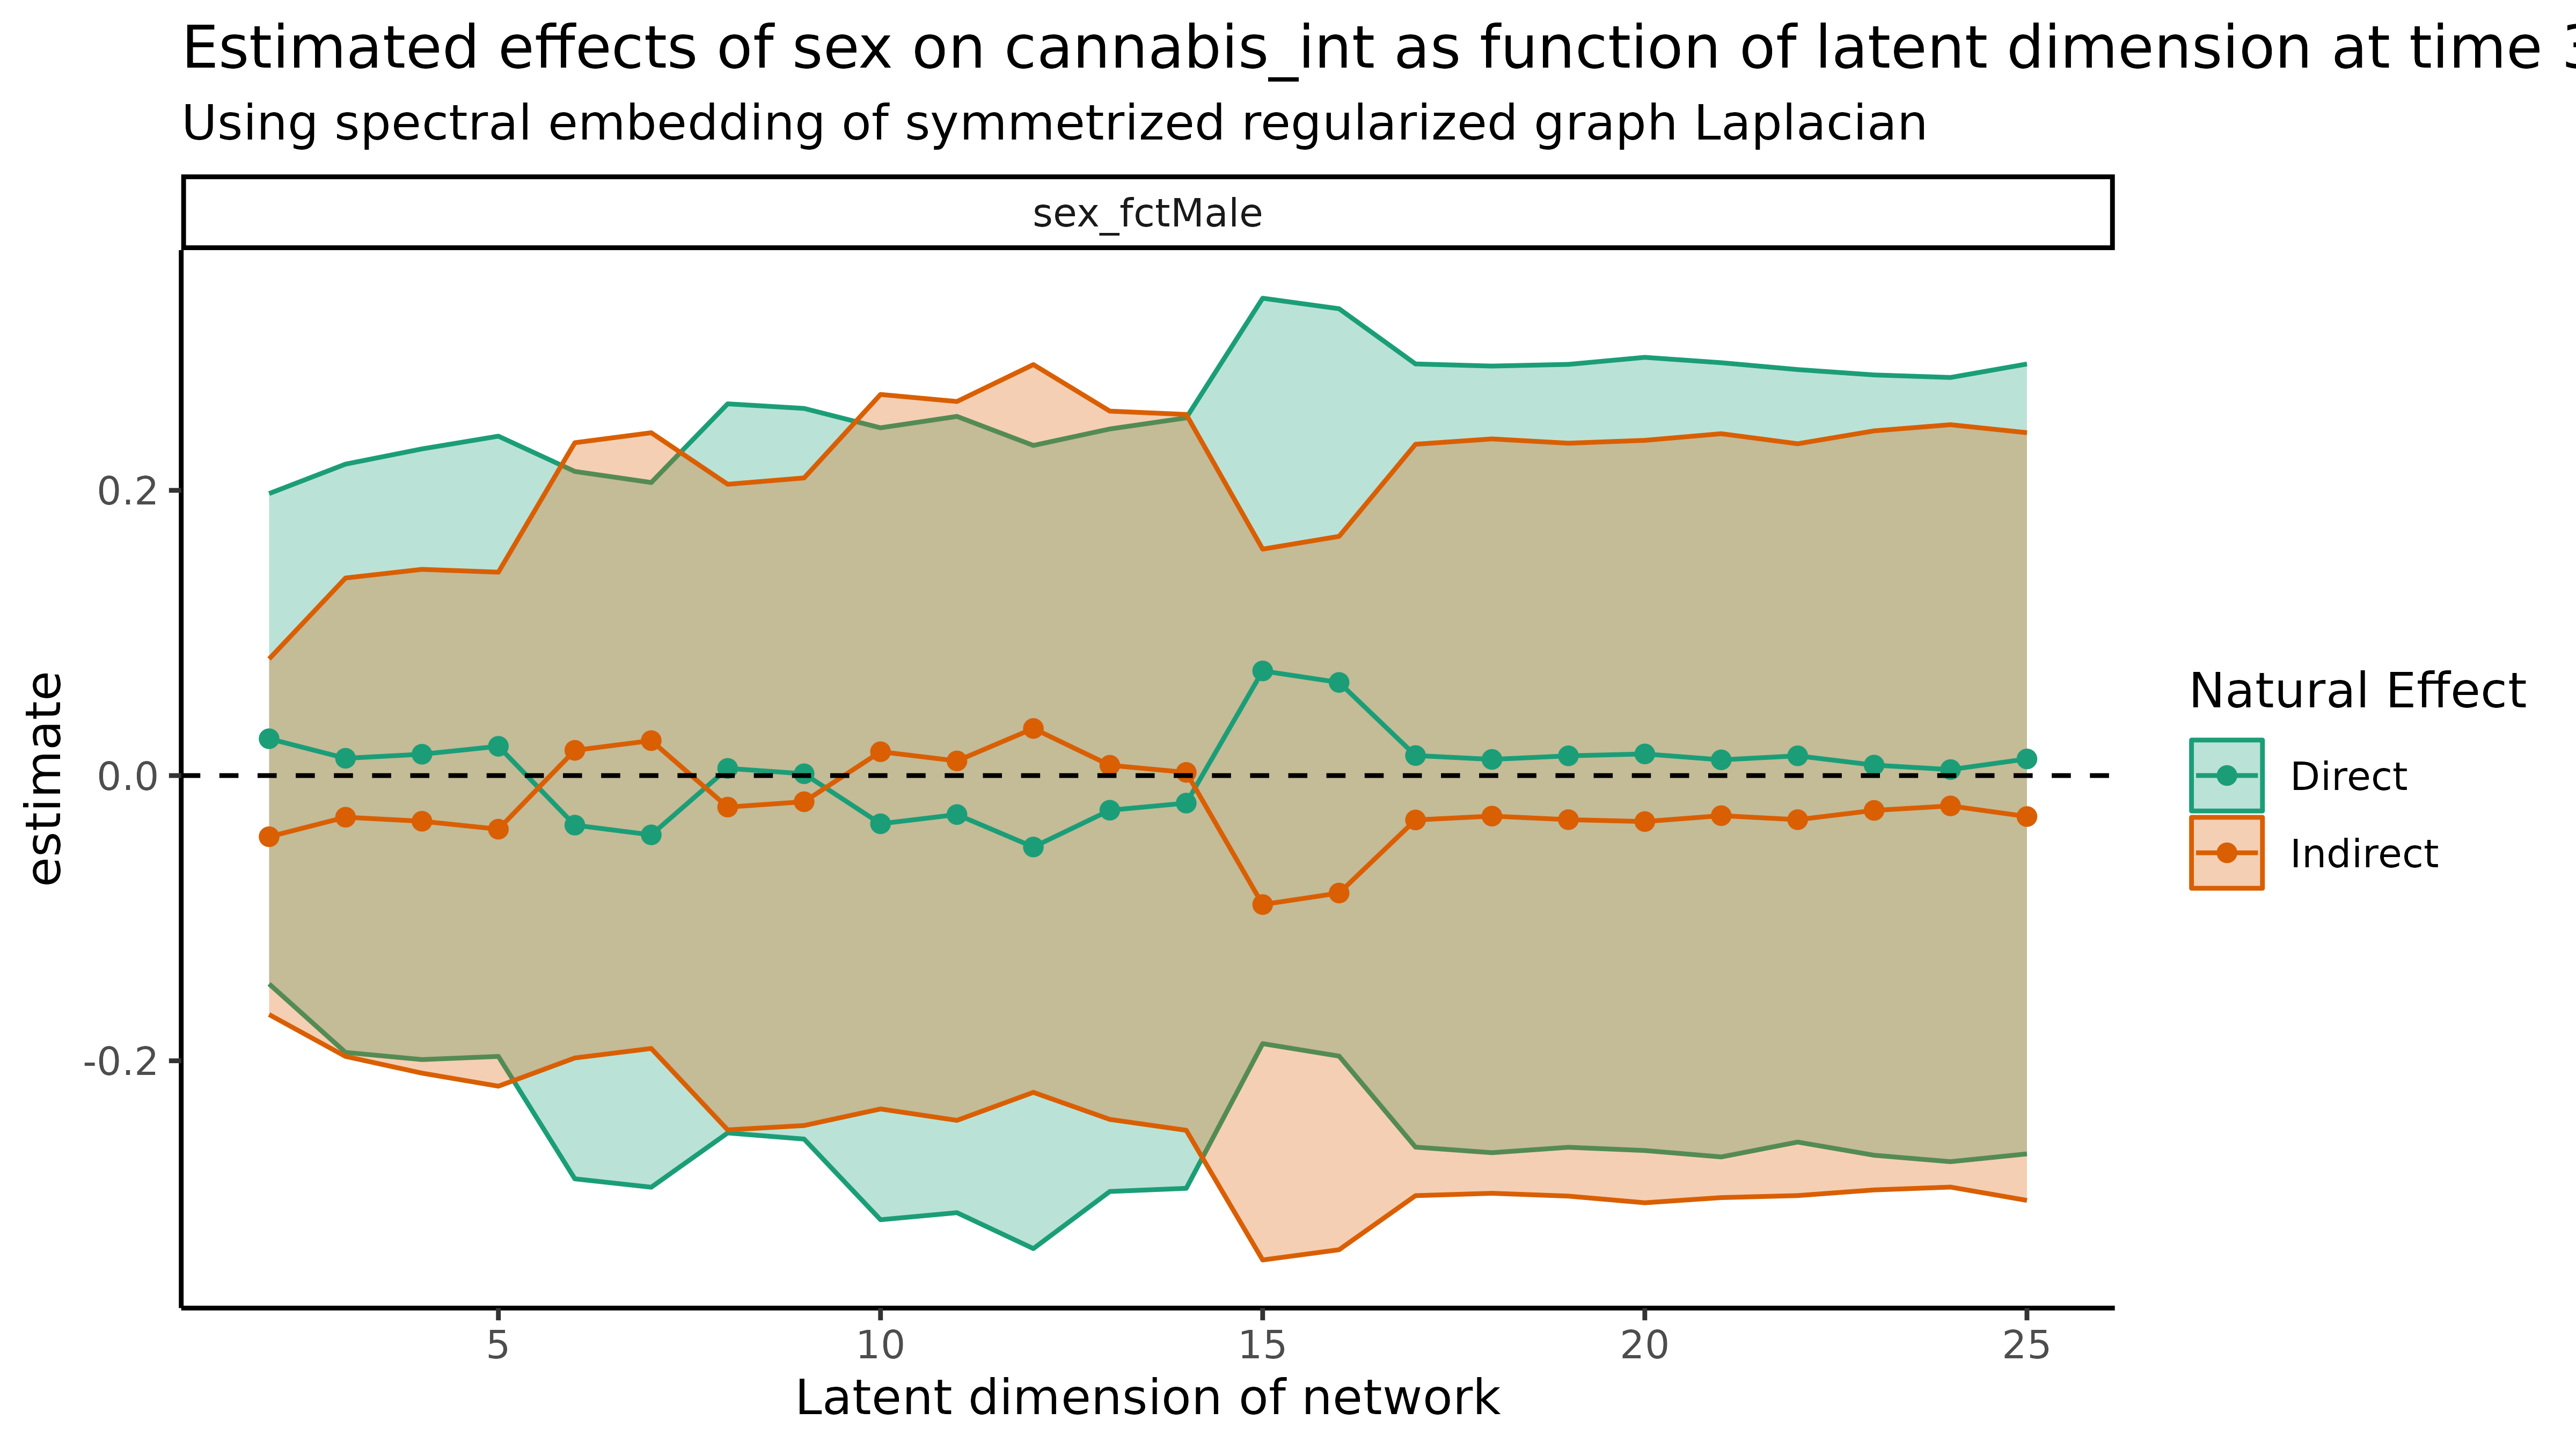 Estimated effects of sex on cannabis_int as function of latent dimension at time 3
Using spectral embedding of symmetrized regularized graph Laplacian
sex_fctMale
estimate
0.2
0.0
-0.2
5 10 15 20 25
Latent dimension of network
Natural Effect
Direct
Indirect